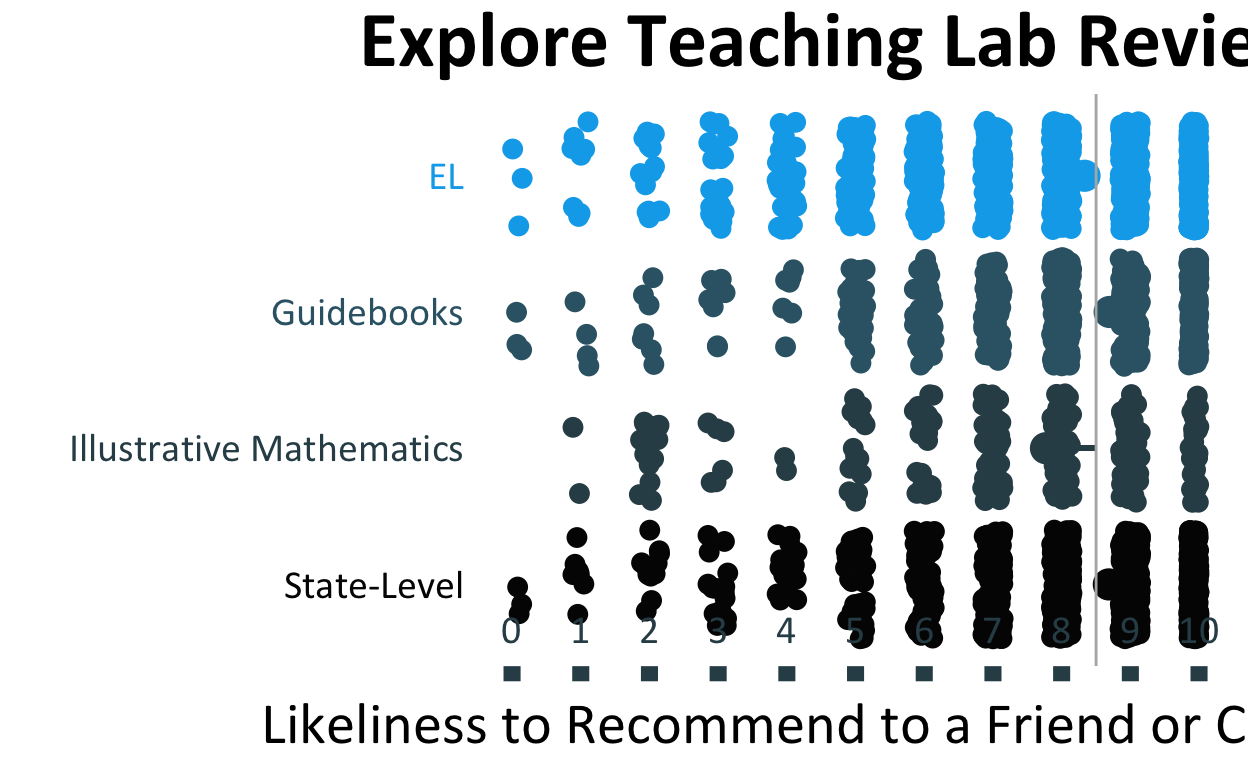 Explore Teaching Lab Revie
EL
Guidebooks
Illustrative Mathematics
State-Level
0 1 2 3 4 5 6 7 8 9 10
Likeliness to Recommend to a Friend or C